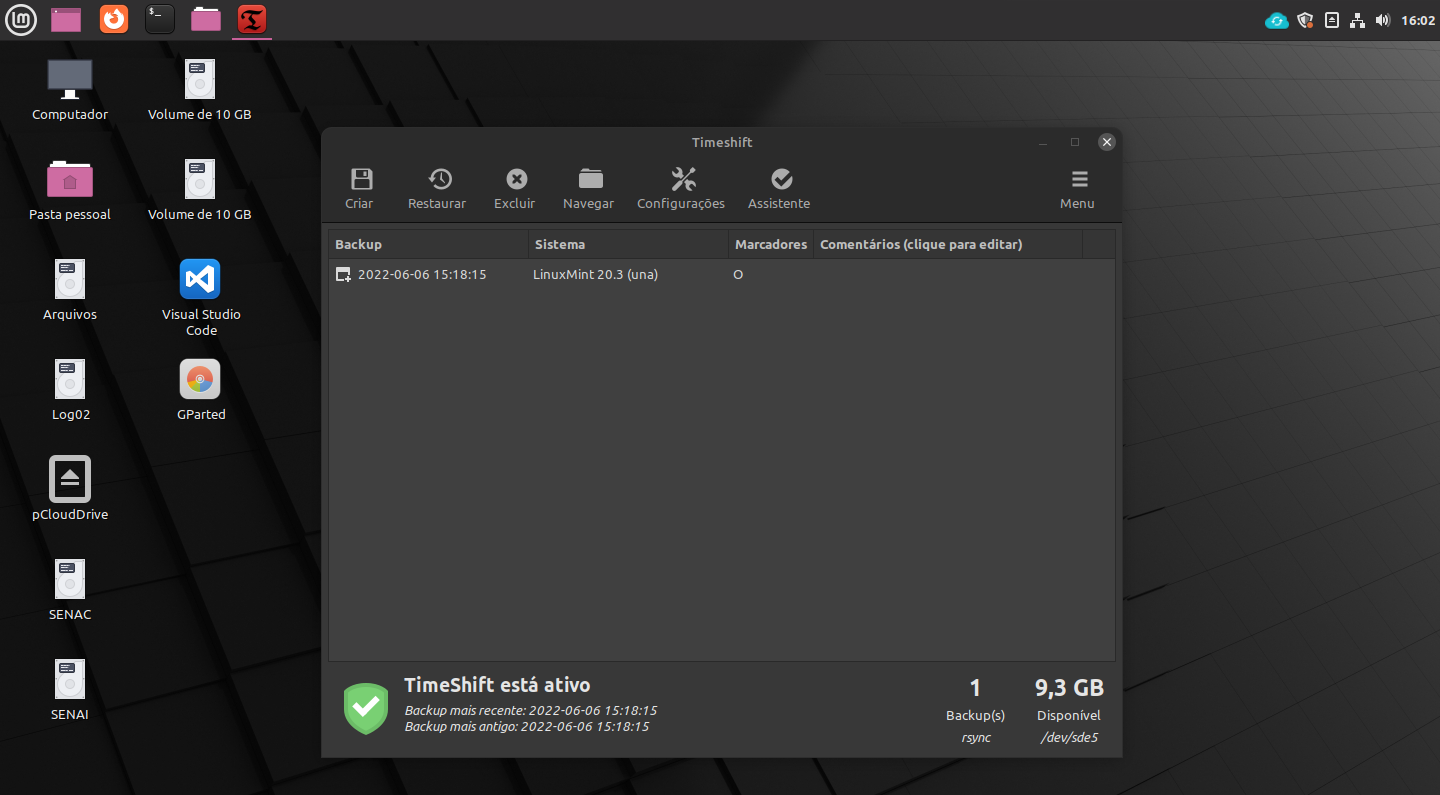 16:02
Computador
Volume de 10 GB
Pasta pessoal
Volume de 10 GB
Arquivos
Visual Studio
Code
Log02
GParted
pCloudDrive
SENAC
SENAI
Timeshift
Criar
Restaurar
Excluir
Navegar
Configurações
Assistente
Menu
Backup
Sistema
Marcadores
Comentários (clique para editar)
2022-06-06 15:18:15
LinuxMint 20.3 (una)
O
TimeShift está ativo
Backup mais recente: 2022-06-06 15:18:15
Backup mais antigo: 2022-06-06 15:18:15
1
Backup(s)
rsync
9,3 GB
Disponível
/dev/sde5